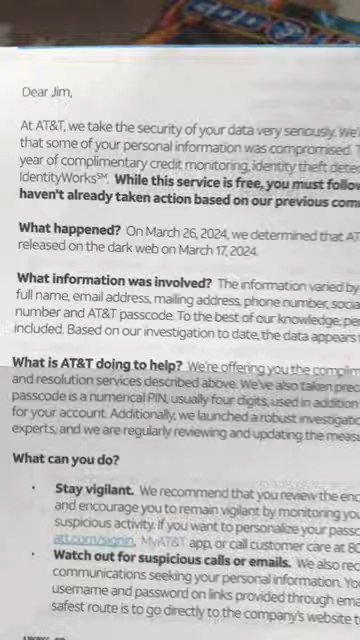 Dear Jim,
At AT&T, we take the security of your data very seriously. We'
that some of your personal information was compromised.
year of complimentary credit monitoring, identity theft detec
IdentityWorks℠. While this service is free, you must follow
haven't already taken action based on our previous com
What happened? On March 26, 2024, we determined that AT
released on the dark web on March 17, 2024.
What information was involved? The information varied by
full name, email address, mailing address, phone number, socia
number and AT&T passcode. To the best of our knowledge, pe
included. Based on our investigation to date, the data appears
What is AT&T doing to help? We're offering you the complim
and resolution services described above. We've also taken prec
passcode is a numerical PIN, usually four digits, used in addition
for your account. Additionally, we launched a robust investigatio
experts, and we are regularly reviewing and updating the meas
What can you do?
• Stay vigilant. We recommend that you review the enc
and encourage you to remain vigilant by monitoring you
suspicious activity. If you want to personalize your passc
att.com/signin, MyAT&T app, or call customer care at 80
• Watch out for suspicious calls or emails. We also rec
communications seeking your personal information. Yo
username and password on links provided through ema
safest route is to go directly to the company's website t